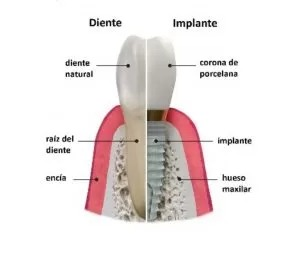 Diente
Implante
diente
natural
corona de
porcelana
raíz del
diente
implante
encía
hueso
maxilar